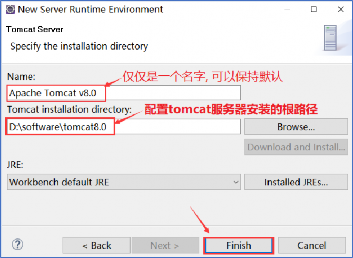 New Server Runtime Environment
Tomcat Server
Specify the installation directory
Name:
仅仅是一个名字, 可以保持默认
Apache Tomcat v8.0
Tomcat installation directory:
配置tomcat服务器安装的根路径
D:\software\tomcat8.0
Browse...
Download and Install...
JRE:
Workbench default JRE
Installed JREs...
?
< Back
Next >
Finish
Cancel